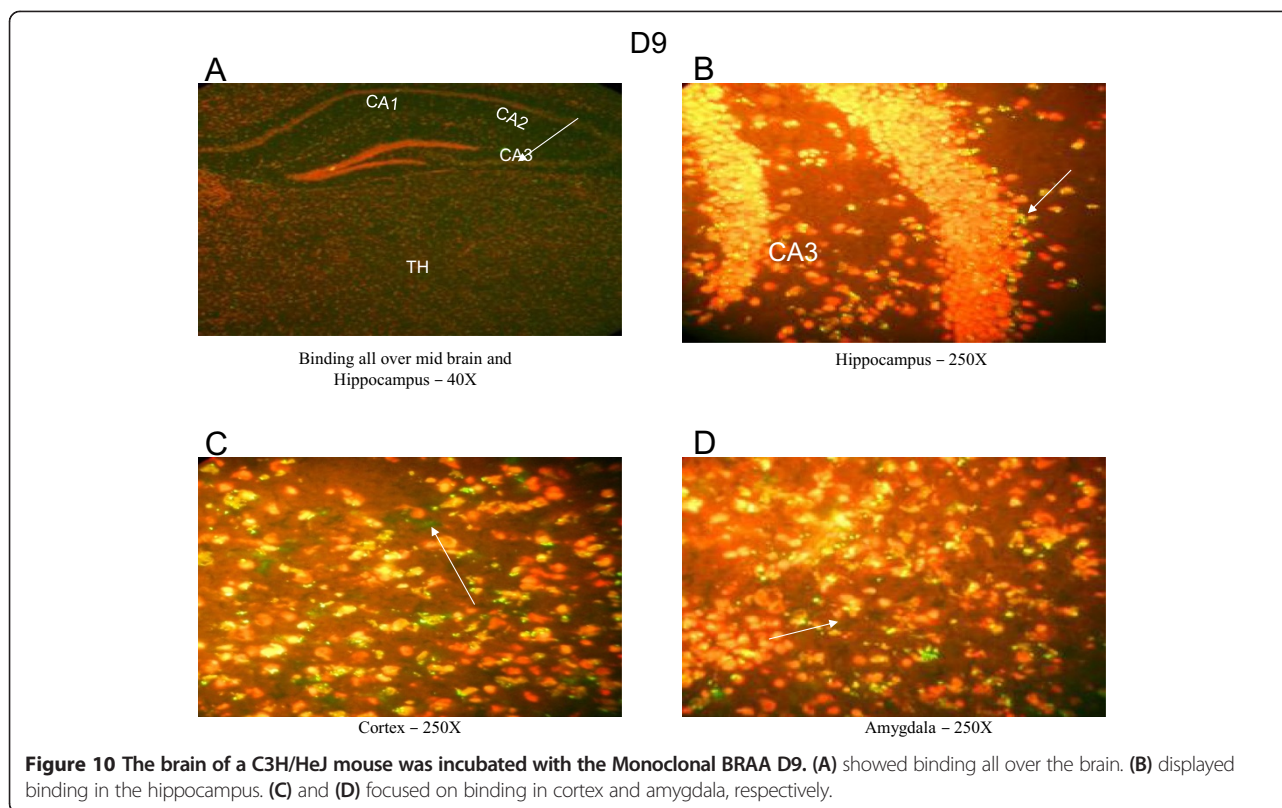 D9
A
B
CA1
CA2
CA3
TH
CA3
Binding all over mid brain and
Hippocampus – 40X
Hippocampus – 250X
C
D
Cortex – 250X
Amygdala – 250X
Figure 10 The brain of a C3H/HeJ mouse was incubated with the Monoclonal BRAA D9. (A) showed binding all over the brain. (B) displayed
binding in the hippocampus. (C) and (D) focused on binding in cortex and amygdala, respectively.